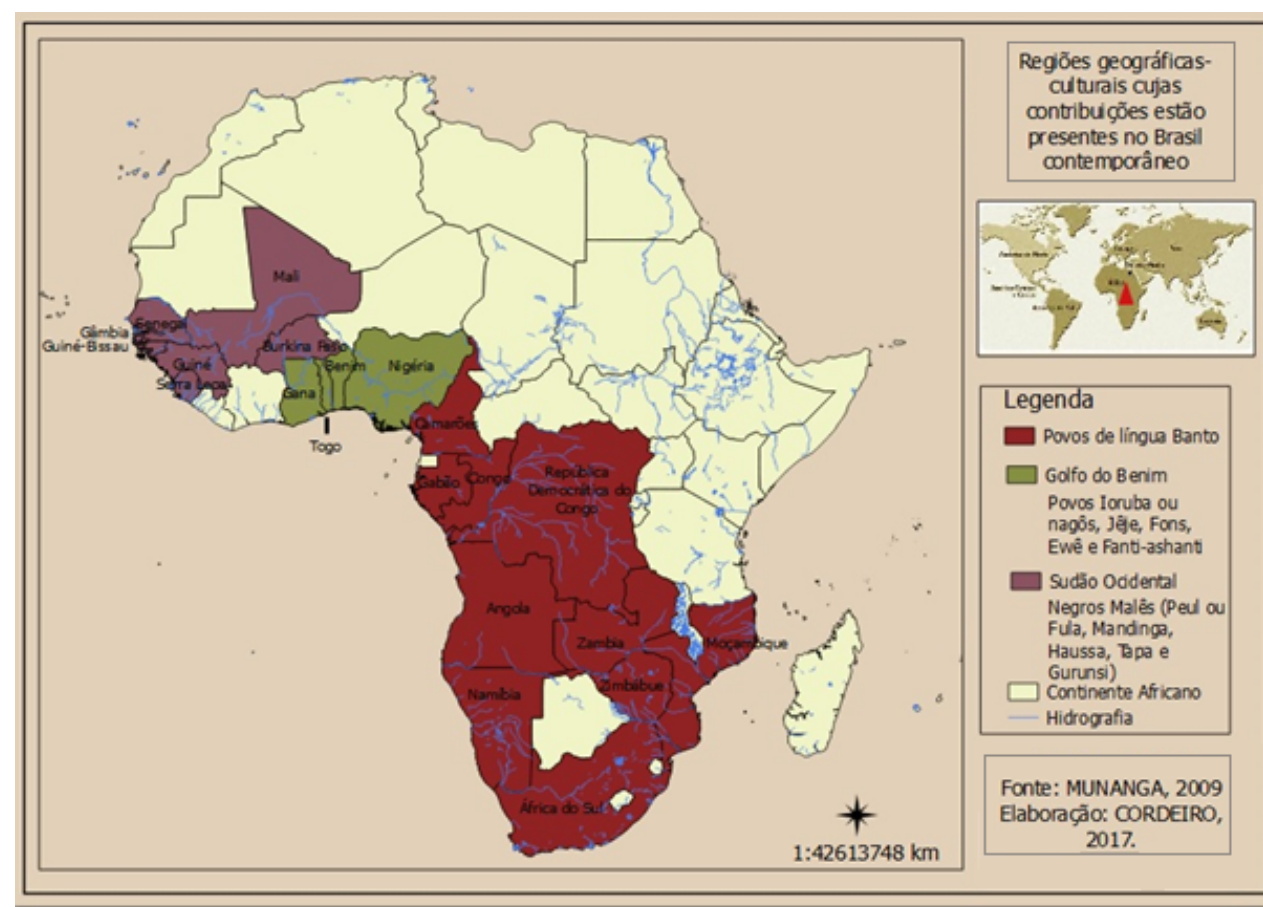 Regiões geográficas-
culturais cujas
contribuições estão
presentes no Brasil
contemporâneo
Mali
Senegal
Gâmbia
Guiné-Bissau
Guiné
Serra Leoa
Burkina Faso
Gana
Benim
Nigéria
Togo
Camarões
Gabão
Congo
República
Democrática do
Congo
Angola
Zambia
Moçambique
Namíbia
Zimbábue
África do Sul
1:42613748 km
Legenda
Povos de língua Banto
Golfo do Benim
Povos Ioruba ou
nagôs, Jêje, Fons,
Ewê e Fanti-ashanti
Sudão Ocidental
Negros Malês (Peul ou
Fula, Mandinga,
Haussa, Tapa e
Gurunsi)
Continente Africano
Hidrografia
Fonte: MUNANGA, 2009
Elaboração: CORDEIRO,
2017.